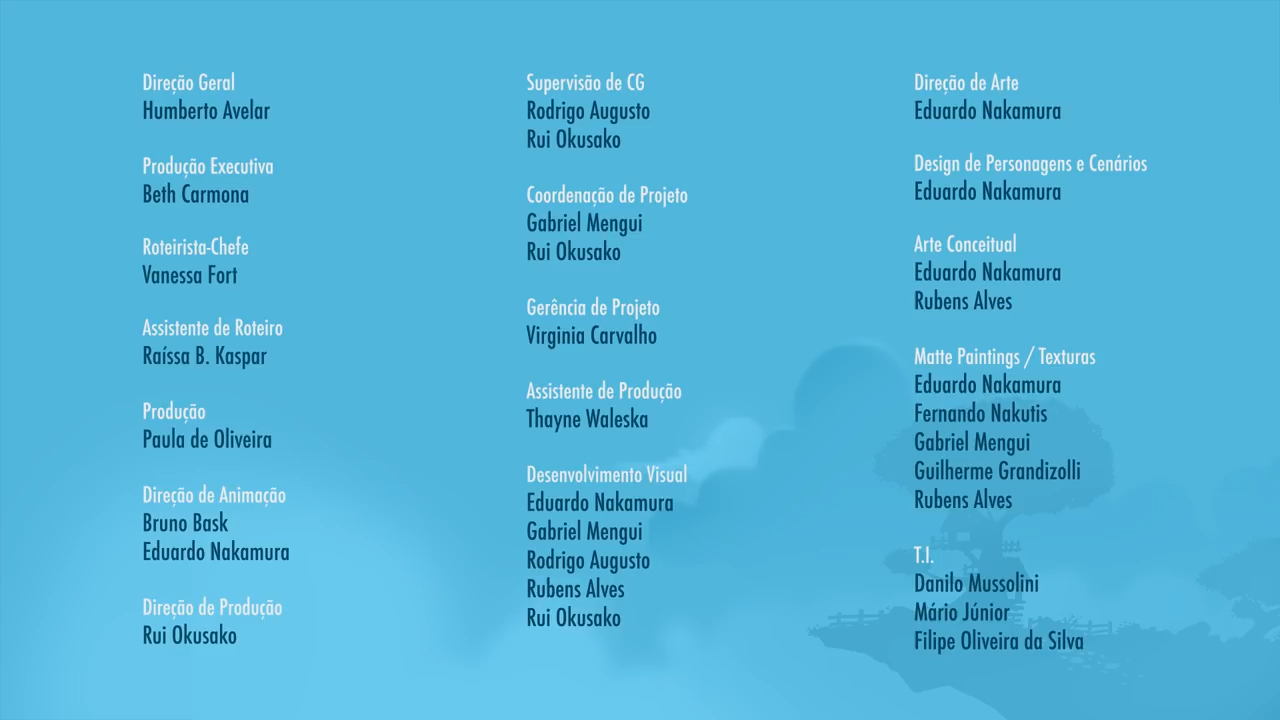 Direção Geral
Humberto Avelar
Produção Executiva
Beth Carmona
Roteirista-Chefe
Vanessa Fort
Assistente de Roteiro
Raíssa B. Kaspar
Produção
Paula de Oliveira
Direção de Animação
Bruno Bask
Eduardo Nakamura
Direção de Produção
Rui Okusako
Supervisão de CG
Rodrigo Augusto
Rui Okusako
Coordenação de Projeto
Gabriel Mengui
Rui Okusako
Gerência de Projeto
Virginia Carvalho
Assistente de Produção
Thayne Waleska
Desenvolvimento Visual
Eduardo Nakamura
Gabriel Mengui
Rodrigo Augusto
Rubens Alves
Rui Okusako
Direção de Arte
Eduardo Nakamura
Design de Personagens e Cenários
Eduardo Nakamura
Arte Conceitual
Eduardo Nakamura
Rubens Alves
Matte Paintings / Texturas
Eduardo Nakamura
Fernando Nakutis
Gabriel Mengui
Guilherme Grandizolli
Rubens Alves
T.I.
Danilo Mussolini
Mário Júnior
Filipe Oliveira da Silva